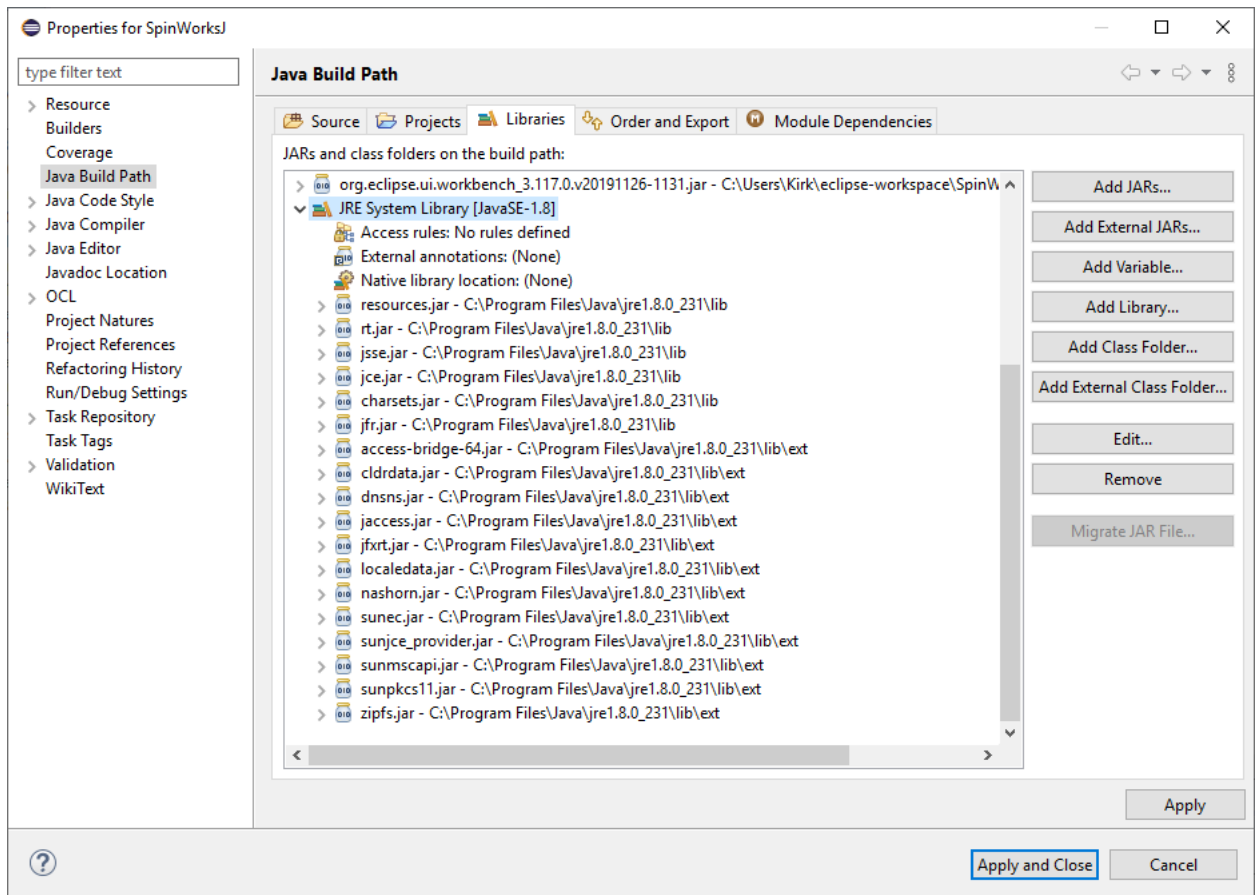 Properties for SpinWorksJ
type filter text
Resource
Builders
Coverage
Java Build Path
Java Code Style
Java Compiler
Java Editor
Javadoc Location
OCL
Project Natures
Project References
Refactoring History
Run/Debug Settings
Task Repository
Task Tags
Validation
WikiText
Java Build Path
Source Projects Libraries Order and Export Module Dependencies
JARs and class folders on the build path:
org.eclipse.ui.workbench_3.117.0.v20191126-1131.jar - C:\Users\Kirk\eclipse-workspace\SpinW
JRE System Library [JavaSE-1.8]
Access rules: No rules defined
External annotations: (None)
Native library location: (None)
resources.jar - C:\Program Files\Java\jre1.8.0_231\lib
rt.jar - C:\Program Files\Java\jre1.8.0_231\lib
jsse.jar - C:\Program Files\Java\jre1.8.0_231\lib
jce.jar - C:\Program Files\Java\jre1.8.0_231\lib
charsets.jar - C:\Program Files\Java\jre1.8.0_231\lib
jfr.jar - C:\Program Files\Java\jre1.8.0_231\lib
access-bridge-64.jar - C:\Program Files\Java\jre1.8.0_231\lib\ext
cldrdata.jar - C:\Program Files\Java\jre1.8.0_231\lib\ext
dnsns.jar - C:\Program Files\Java\jre1.8.0_231\lib\ext
jaccess.jar - C:\Program Files\Java\jre1.8.0_231\lib\ext
jfxrt.jar - C:\Program Files\Java\jre1.8.0_231\lib\ext
localedata.jar - C:\Program Files\Java\jre1.8.0_231\lib\ext
nashorn.jar - C:\Program Files\Java\jre1.8.0_231\lib\ext
sunec.jar - C:\Program Files\Java\jre1.8.0_231\lib\ext
sunjce_provider.jar - C:\Program Files\Java\jre1.8.0_231\lib\ext
sunmscapi.jar - C:\Program Files\Java\jre1.8.0_231\lib\ext
sunpkcs11.jar - C:\Program Files\Java\jre1.8.0_231\lib\ext
zipfs.jar - C:\Program Files\Java\jre1.8.0_231\lib\ext
Add JARs...
Add External JARs...
Add Variable...
Add Library...
Add Class Folder...
Add External Class Folder...
Edit...
Remove
Migrate JAR File...
Apply
Apply and Close
Cancel